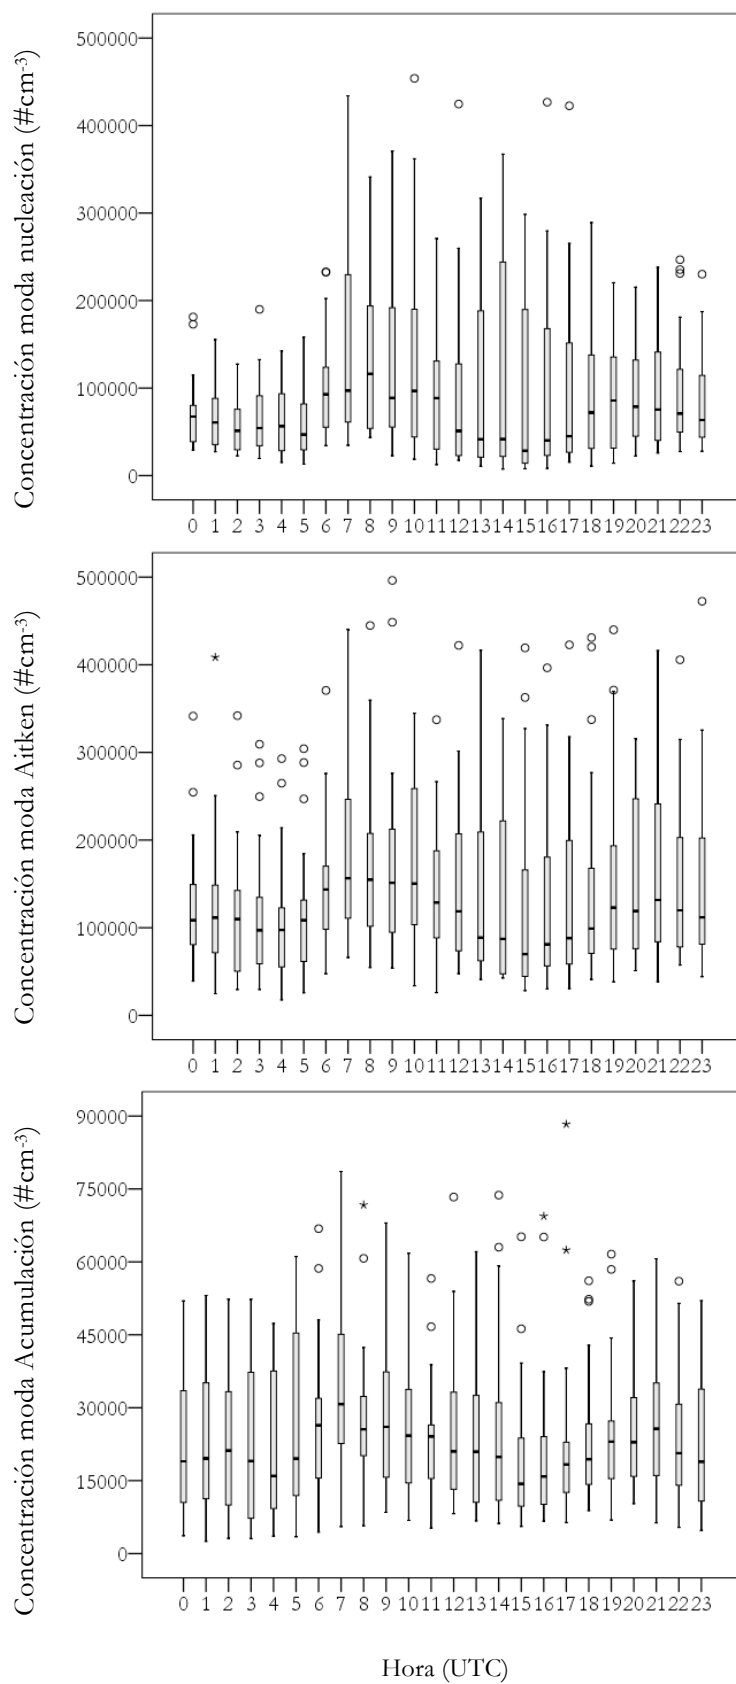 Concentración moda nucleación (#cm-3)
500000
400000
300000
200000
100000
0
0 1 2 3 4 5 6 7 8 9 10 11 12 13 14 15 16 17 18 19 20 21 22 23
Concentración moda Aitken (#cm-3)
500000
400000
300000
200000
100000
0
0 1 2 3 4 5 6 7 8 9 10 11 12 13 14 15 16 17 18 19 20 21 22 23
Concentración moda Acumulación (#cm-3)
90000
75000
60000
45000
30000
15000
0
0 1 2 3 4 5 6 7 8 9 10 11 12 13 14 15 16 17 18 19 20 21 22 23
Hora (UTC)